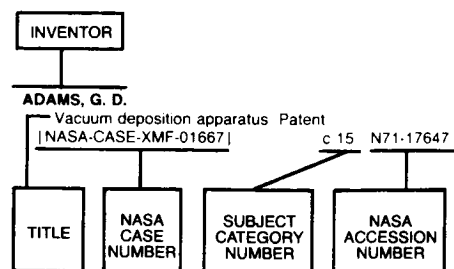 INVENTOR
ADAMS, G. D.
Vacuum deposition apparatus Patent
|NASA-CASE-XMF-01667| c 15 N71-17647
TITLE
NASA CASE NUMBER
SUBJECT CATEGORY NUMBER
NASA ACCESSION NUMBER